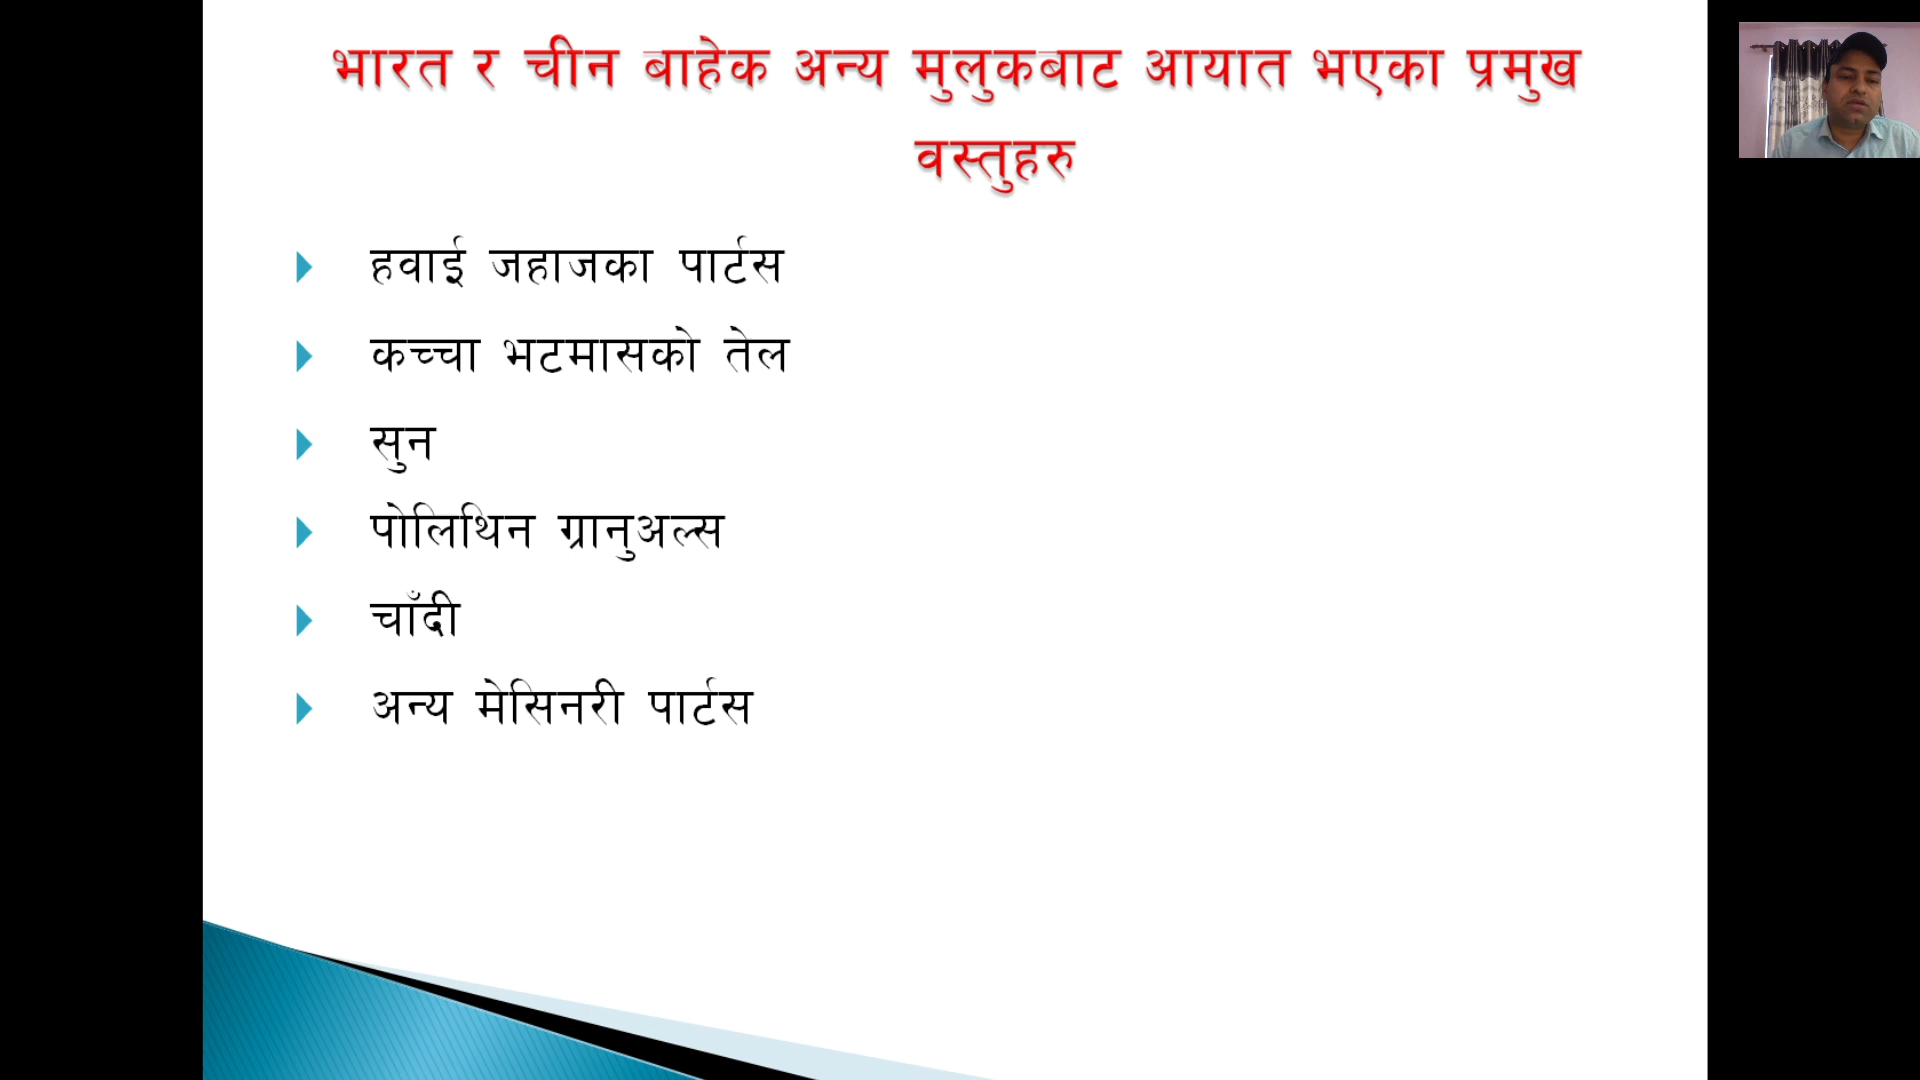 भारत र चीन बाहेक अन्य मुलुकबाट आयात भएका प्रमुख
वस्तुहरु
हवाई जहाजका पार्टस
कच्चा भटमासको तेल
सुन
पोलिथिन ग्रानुअल्स
चाँदी
अन्य मेसिनरी पार्टस